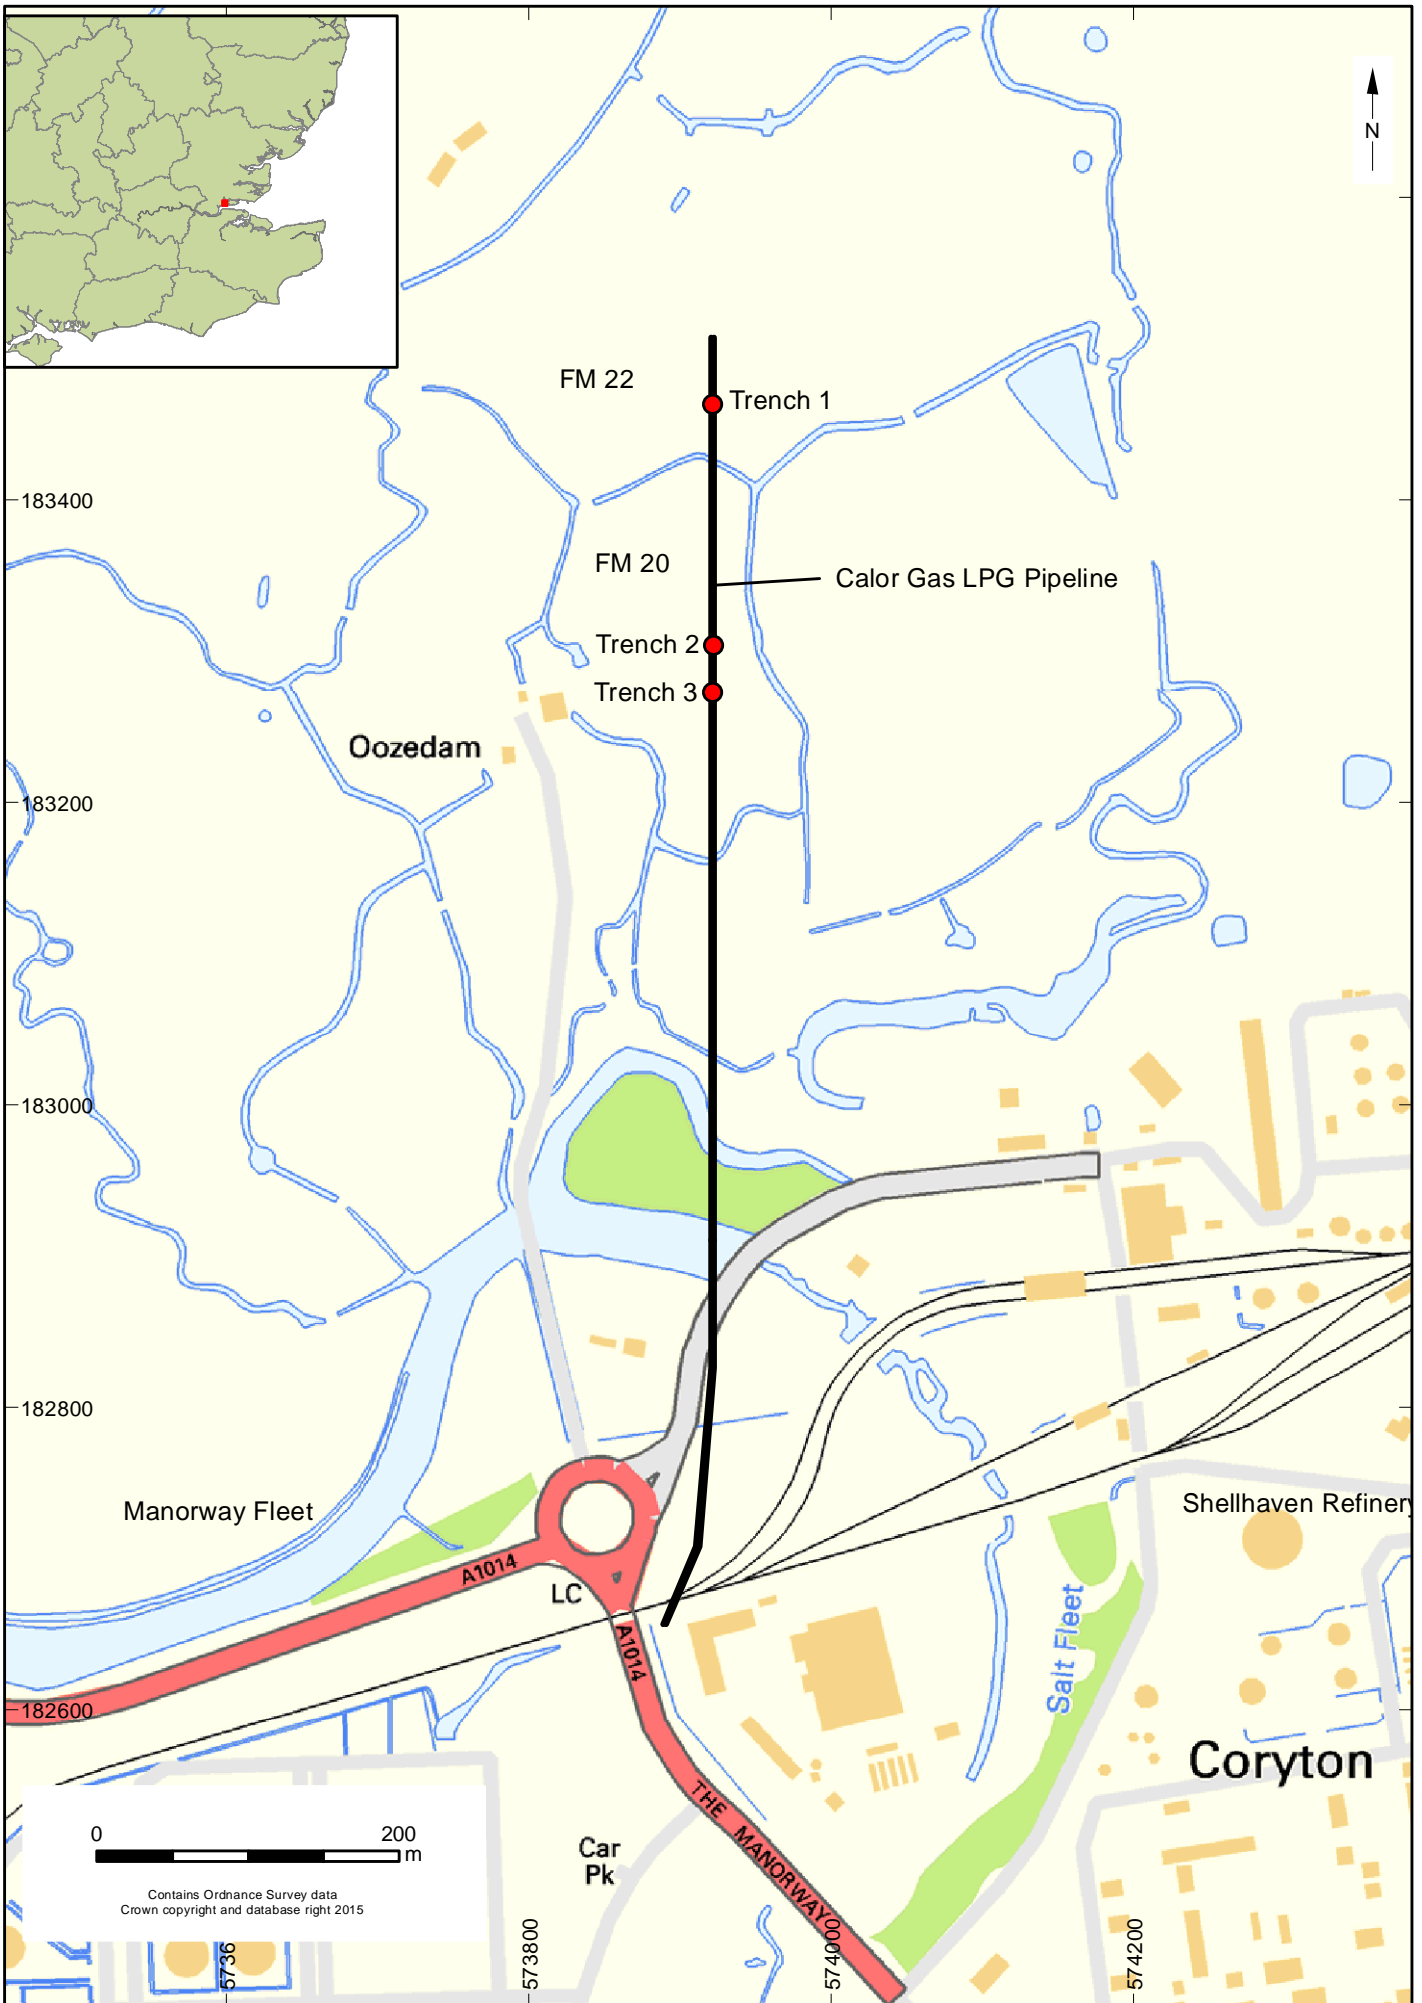 N
FM 22
Trench 1
183400
FM 20
Calor Gas LPG Pipeline
Trench 2
Trench 3
Oozedam
183200
183000
182800
Manorway Fleet
Shellhaven Refinery
A1014
LC
A1014
Salt Fleet
182600
Coryton
THE MANORWAY
0 200
m
Car
Pk
Contains Ordnance Survey data
Crown copyright and database right 2015
5736
573800
574000
574200